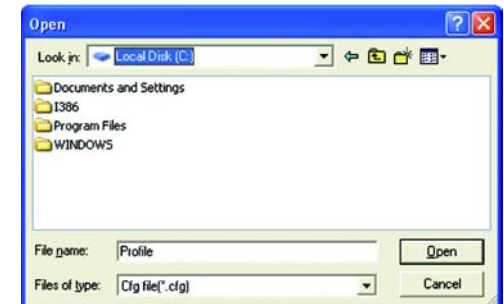 Open
Look in: Local Disk (C:)
Documents and Settings
I386
Program Files
WINDOWS
File name: Profile Open
Files of type: Cfg file(*.cfg) Cancel